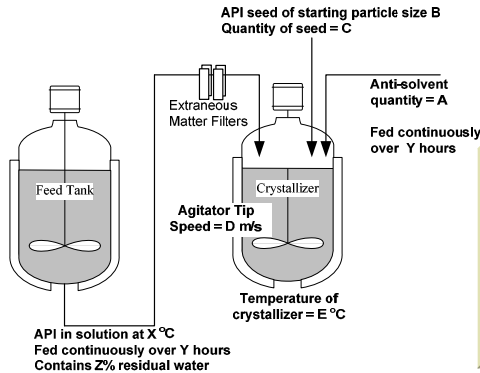 API seed of starting particle size B
Quantity of seed = C
Anti-solvent
quantity = A
Fed continuously
over Y hours
Extraneous
Matter Filters
Feed Tank
Crystallizer
Agitator Tip
Speed = D m/s
Temperature of
crystallizer = E °C
API in solution at X °C
Fed continuously over Y hours
Contains Z% residual water